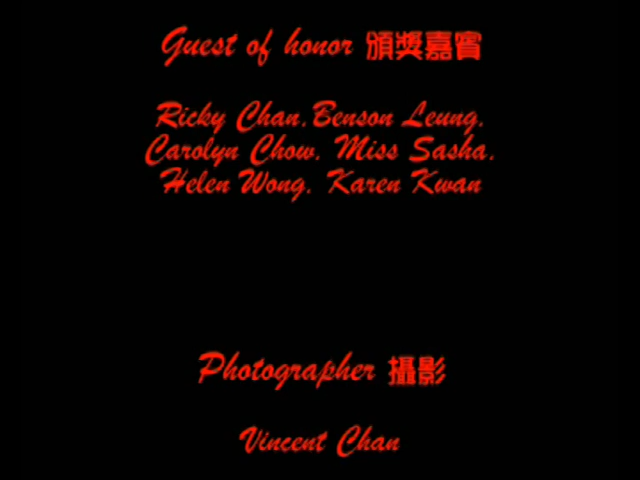 Guest of honor 頒獎嘉賓
Ricky Chan, Benson Leung,
Carolyn Chow, Miss Sasha,
Helen Wong, Karen Kwan
Photographer 攝影
Vincent Chan